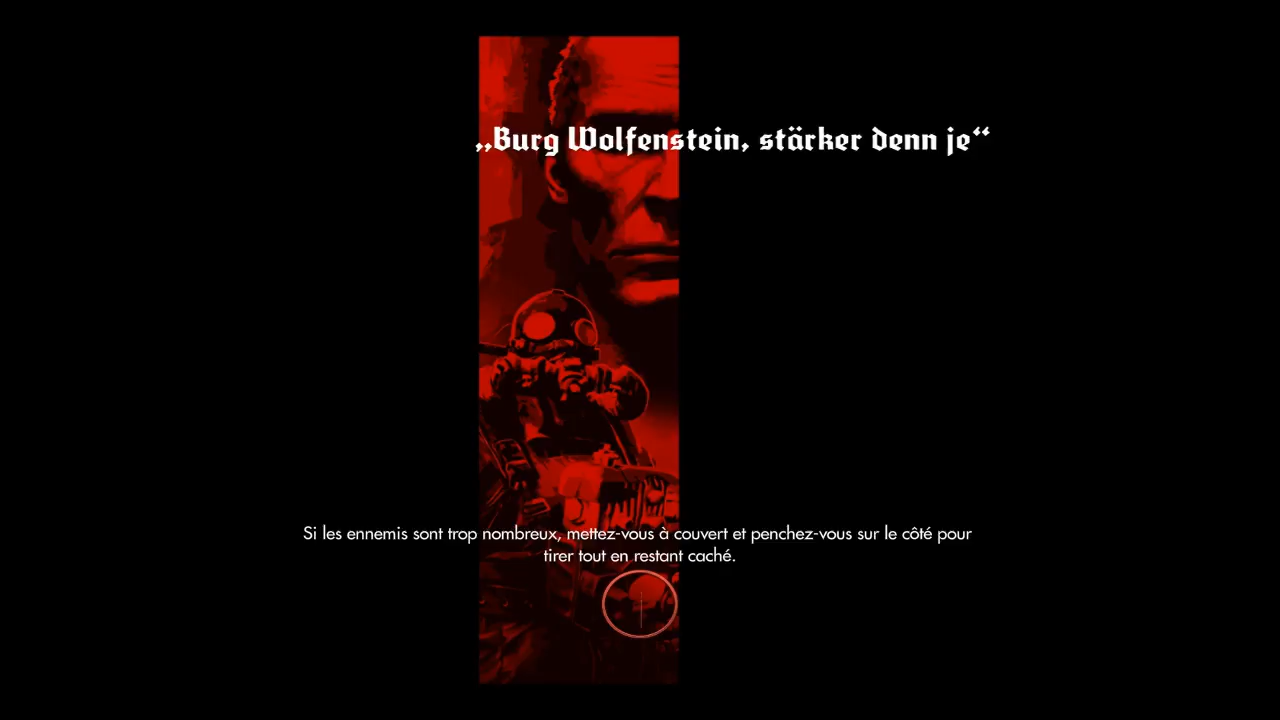 „Burg Wolfenstein, stärker denn je“
Si les ennemis sont trop nombreux, mettez-vous à couvert et penchez-vous sur le côté pour
tirer tout en restant caché.